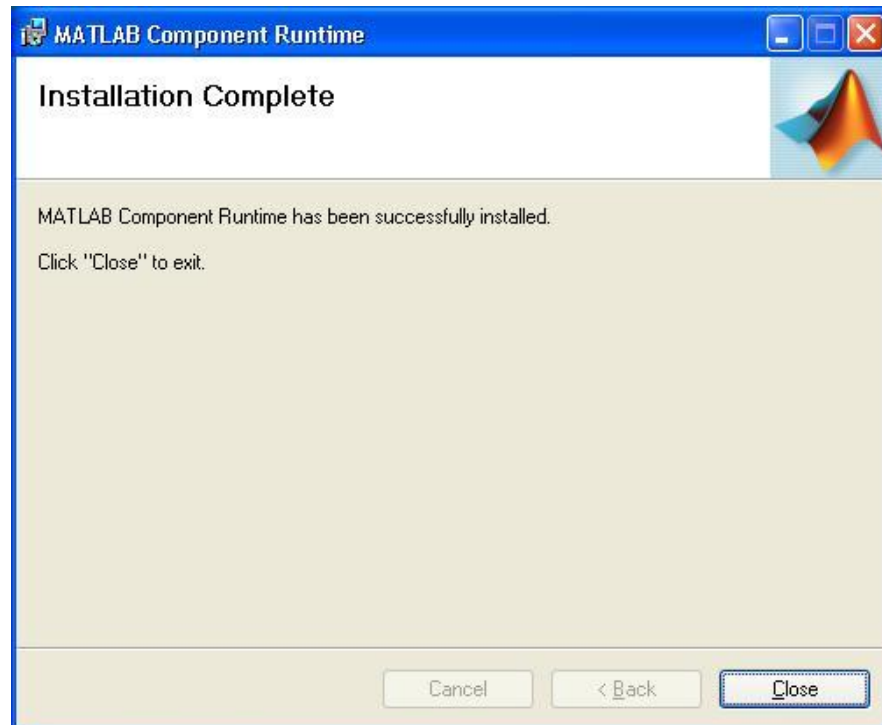 MATLAB Component Runtime
Installation Complete
MATLAB Component Runtime has been successfully installed.
Click "Close" to exit.
Cancel
< Back
Close